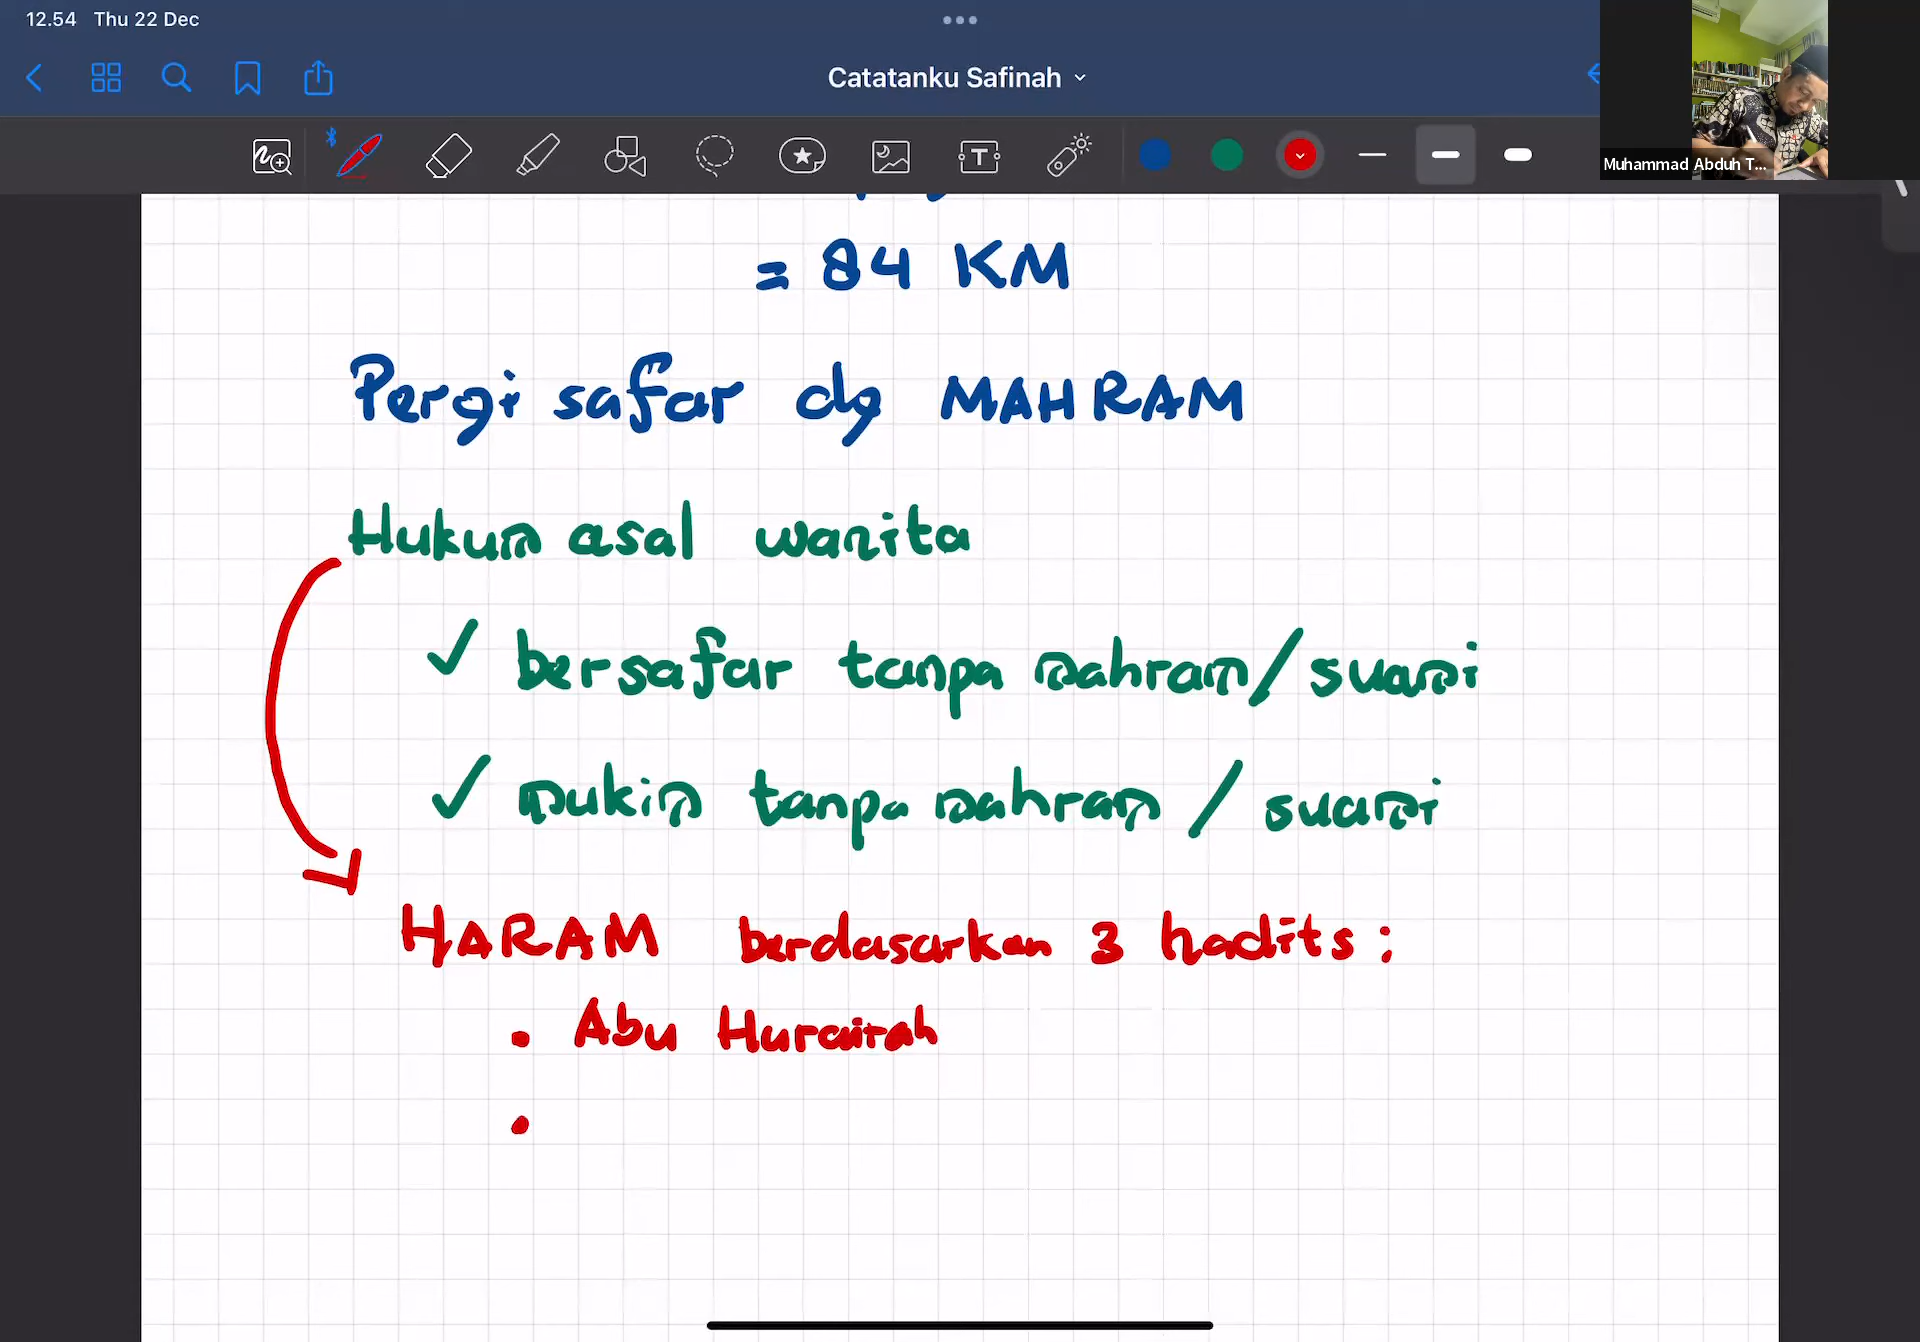 12.54 Thu 22 Dec
Catatanku Safinah
Muhammad Abduh T...
= 84 KM
Pergi safar dg MAHRAM
Hukum asal wanita
✓ bersafar tanpa mahram/suami
✓ mukim tanpa mahram / suami
HARAM berdasarkan 3 hadits :
• Abu Hurairah
•